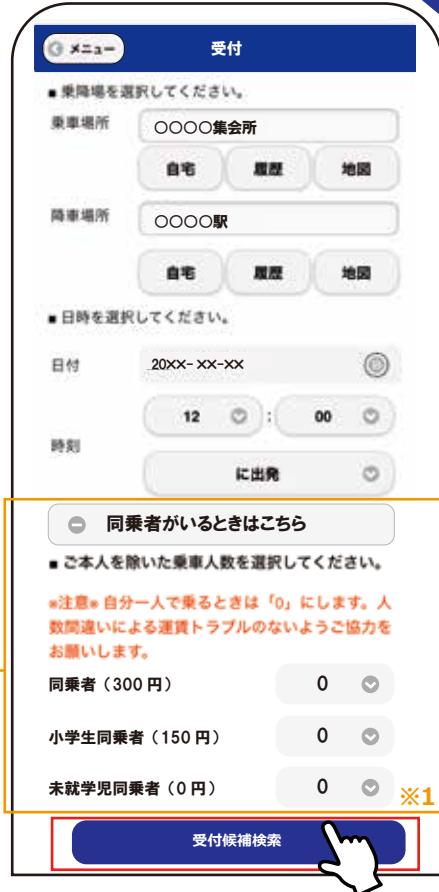 メニュー
受付
■ 乗降場を選択してください。
乗車場所
○○○○集会所
自宅 履歴 地図
降車場所
○○○○駅
自宅 履歴 地図
■ 日時を選択してください。
日付
20XX-XX-XX
12 : 00
時刻
に出発
同乗者がいるときはこちら
■ ご本人を除いた乗車人数を選択してください。
※注意※ 自分一人で乗るときは「0」にします。人
数間違いによる運賃トラブルのないようご協力を
お願いします。
同乗者（300 円） 0
小学生同乗者（150 円） 0
未就学児同乗者（0 円） 0
※1
受付候補検索